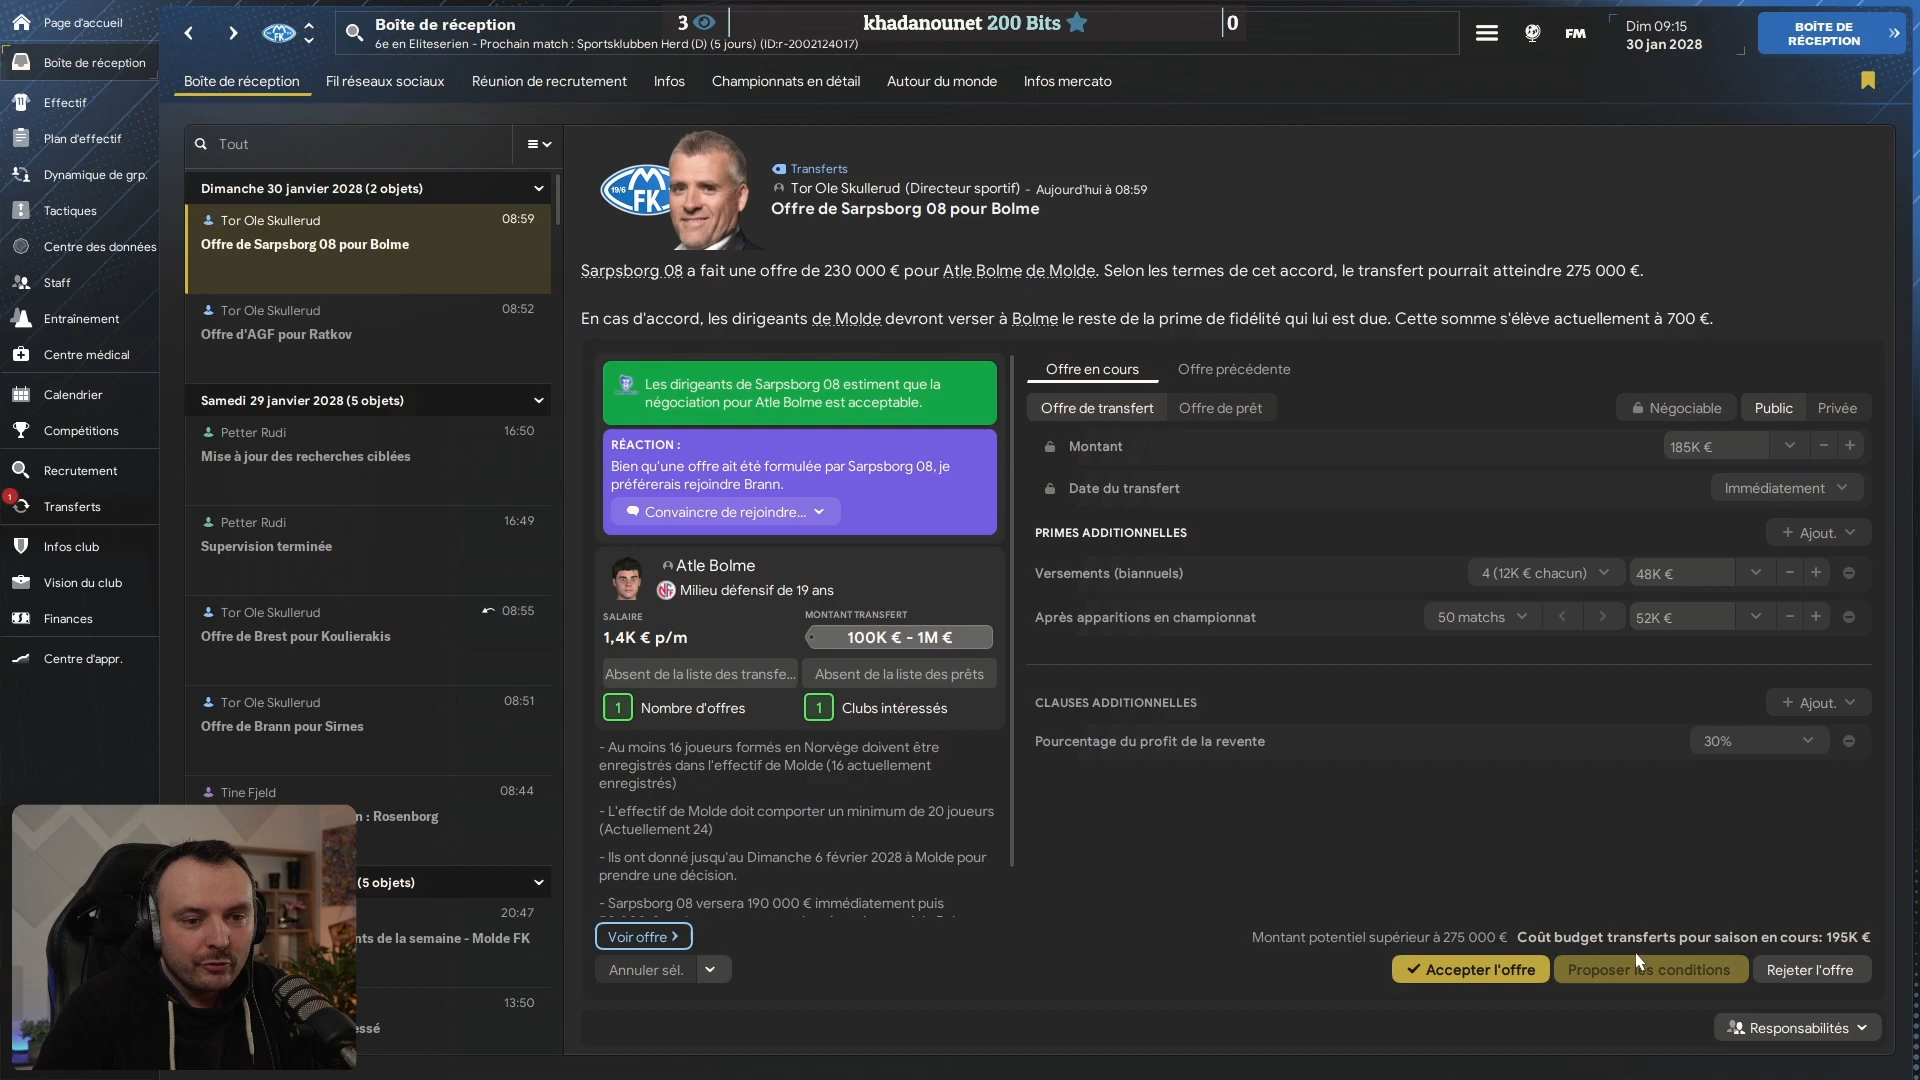 Page d'accueil
Boîte de réception
Effectif
Plan d'effectif
Dynamique de grp.
Tactiques
Centre des données
Staff
Entraînement
Centre médical
Calendrier
Compétitions
Recrutement
1
Transferts
Infos club
Vision du club
Finances
Centre d'appr.
Boîte de réception
6e en Eliteserien - Prochain match : Sportsklubben Herd (D) (5 jours) (ID:r-2002124017)
3
khadanounet 200 Bits
0
FM
Dim 09:15
30 jan 2028
BOÎTE DE RÉCEPTION
Boîte de réception
Fil réseaux sociaux
Réunion de recrutement
Infos
Championnats en détail
Autour du monde
Infos mercato
Tout
Dimanche 30 janvier 2028 (2 objets)
Tor Ole Skullerud 08:59
Offre de Sarpsborg 08 pour Bolme
Tor Ole Skullerud 08:52
Offre d'AGF pour Ratkov
Samedi 29 janvier 2028 (5 objets)
Petter Rudi 16:50
Mise à jour des recherches ciblées
Petter Rudi 16:49
Supervision terminée
Tor Ole Skullerud 08:55
Offre de Brest pour Koulierakis
Tor Ole Skullerud 08:51
Offre de Brann pour Sirnes
Tine Fjeld 08:44
n : Rosenborg
(5 objets)
20:47
nts de la semaine - Molde FK
13:50
essé
Transferts
Tor Ole Skullerud (Directeur sportif) - Aujourd'hui à 08:59
Offre de Sarpsborg 08 pour Bolme
Sarpsborg 08 a fait une offre de 230 000 € pour Atle Bolme de Molde. Selon les termes de cet accord, le transfert pourrait atteindre 275 000 €.
En cas d'accord, les dirigeants de Molde devront verser à Bolme le reste de la prime de fidélité qui lui est due. Cette somme s'élève actuellement à 700 €.
Les dirigeants de Sarpsborg 08 estiment que la
négociation pour Atle Bolme est acceptable.
RÉACTION :
Bien qu'une offre ait été formulée par Sarpsborg 08, je
préférerais rejoindre Brann.
Convaincre de rejoindre...
Atle Bolme
Milieu défensif de 19 ans
SALAIRE
1,4K € p/m
MONTANT TRANSFERT
100K € - 1M €
Absent de la liste des transfe...
Absent de la liste des prêts
1 Nombre d'offres
1 Clubs intéressés
- Au moins 16 joueurs formés en Norvège doivent être
enregistrés dans l'effectif de Molde (16 actuellement
enregistrés)
- L'effectif de Molde doit comporter un minimum de 20 joueurs
(Actuellement 24)
- Ils ont donné jusqu'au Dimanche 6 février 2028 à Molde pour
prendre une décision.
- Sarpsborg 08 versera 190 000 € immédiatement puis
Voir offre
Annuler sél.
Offre en cours
Offre précédente
Offre de transfert
Offre de prêt
Négociable
Public
Privée
Montant 185K €
Date du transfert Immédiatement
PRIMES ADDITIONNELLES + Ajout.
Versements (biannuels) 4 (12K € chacun) 48K €
Après apparitions en championnat 50 matchs 52K €
CLAUSES ADDITIONNELLES + Ajout.
Pourcentage du profit de la revente 30%
Montant potentiel supérieur à 275 000 € Coût budget transferts pour saison en cours: 195K €
Accepter l'offre
Proposer les conditions
Rejeter l'offre
Responsabilités